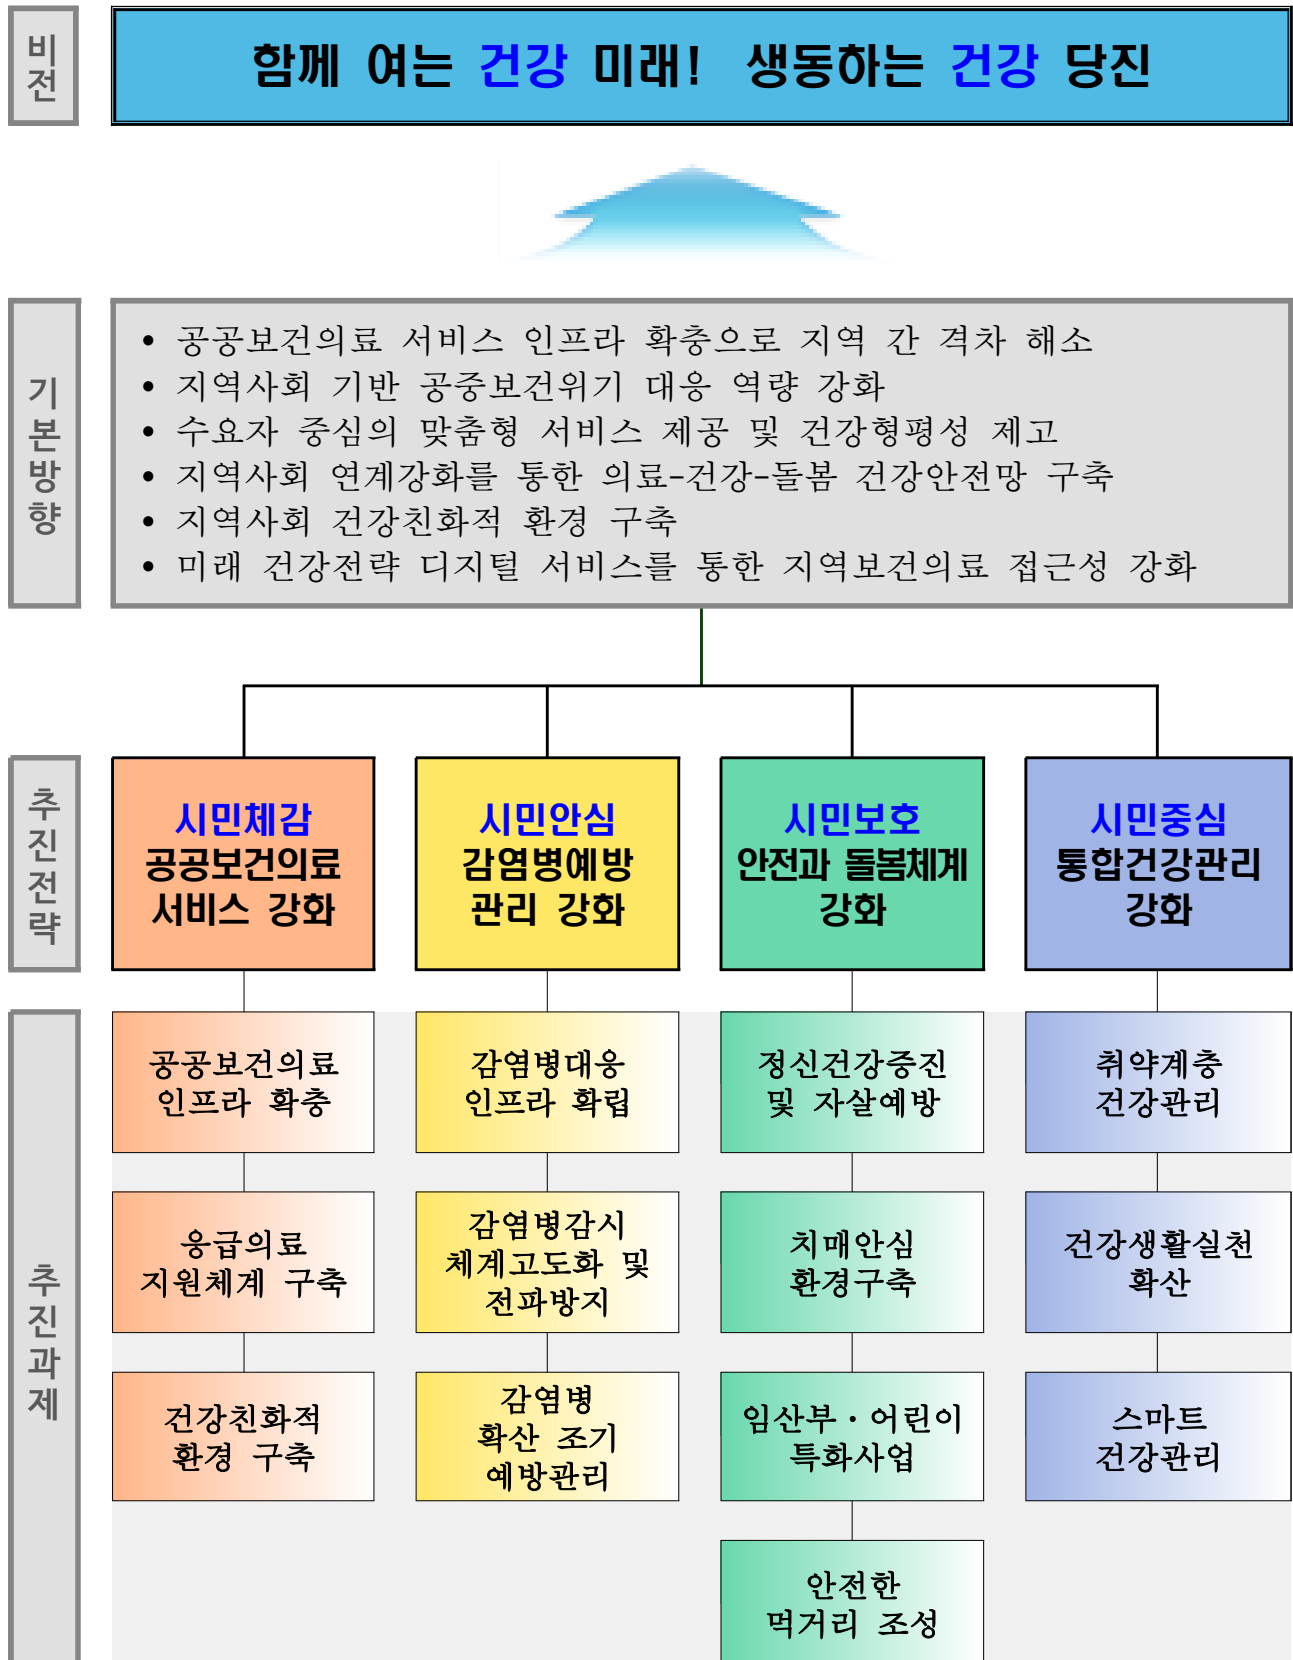 비전
함께 여는 건강 미래! 생동하는 건강 당진
기본방향
• 공공보건의료 서비스 인프라 확충으로 지역 간 격차 해소
• 지역사회 기반 공중보건위기 대응 역량 강화
• 수요자 중심의 맞춤형 서비스 제공 및 건강형평성 제고
• 지역사회 연계강화를 통한 의료-건강-돌봄 건강안전망 구축
• 지역사회 건강친화적 환경 구축
• 미래 건강전략 디지털 서비스를 통한 지역보건의료 접근성 강화
추진전략
시민체감
공공보건의료
서비스 강화
시민안심
감염병예방
관리 강화
시민보호
안전과 돌봄체계
강화
시민중심
통합건강관리
강화
추진과제
공공보건의료
인프라 확충
감염병대응
인프라 확립
정신건강증진
및 자살예방
취약계층
건강관리
응급의료
지원체계 구축
감염병감시
체계고도화 및
전파방지
치매안심
환경구축
건강생활실천
확산
건강친화적
환경 구축
감염병
확산 조기
예방관리
임산부·어린이
특화사업
스마트
건강관리
안전한
먹거리 조성